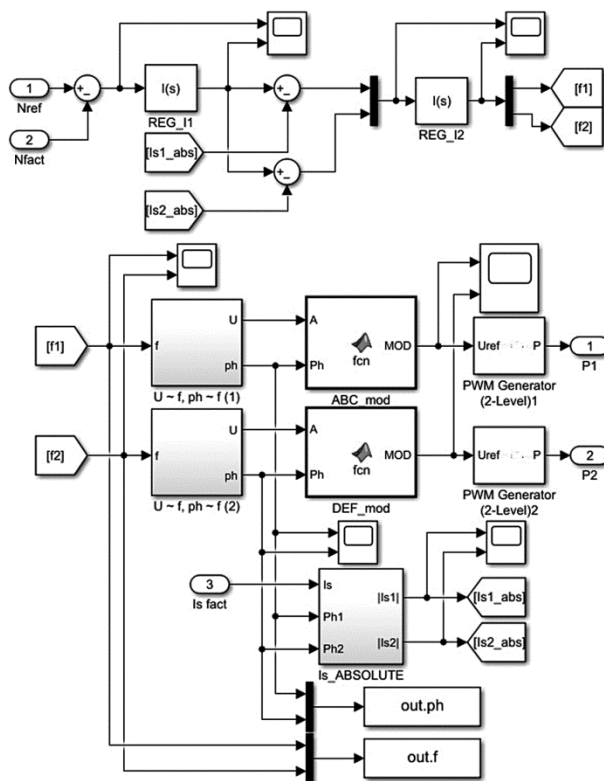 1
Nref
+
-
I(s)
REG_I1
+
-
I(s)
REG_I2
[f1]
[f2]
2
Nfact
[Is1_abs]
+
-
[Is2_abs]
[f1]
f
U
ph
U ~ f, ph ~ f (1)
A
Ph
fcn
MOD
ABC_mod
Uref
P
PWM Generator
(2-Level)1
1
P1
[f2]
f
U
ph
U ~ f, ph ~ f (2)
A
Ph
fcn
MOD
DEF_mod
Uref
P
PWM Generator
(2-Level)2
2
P2
3
Is fact
Is
Ph1
Ph2
|Is1|
|Is2|
Is_ABSOLUTE
[Is1_abs]
[Is2_abs]
out.ph
out.f